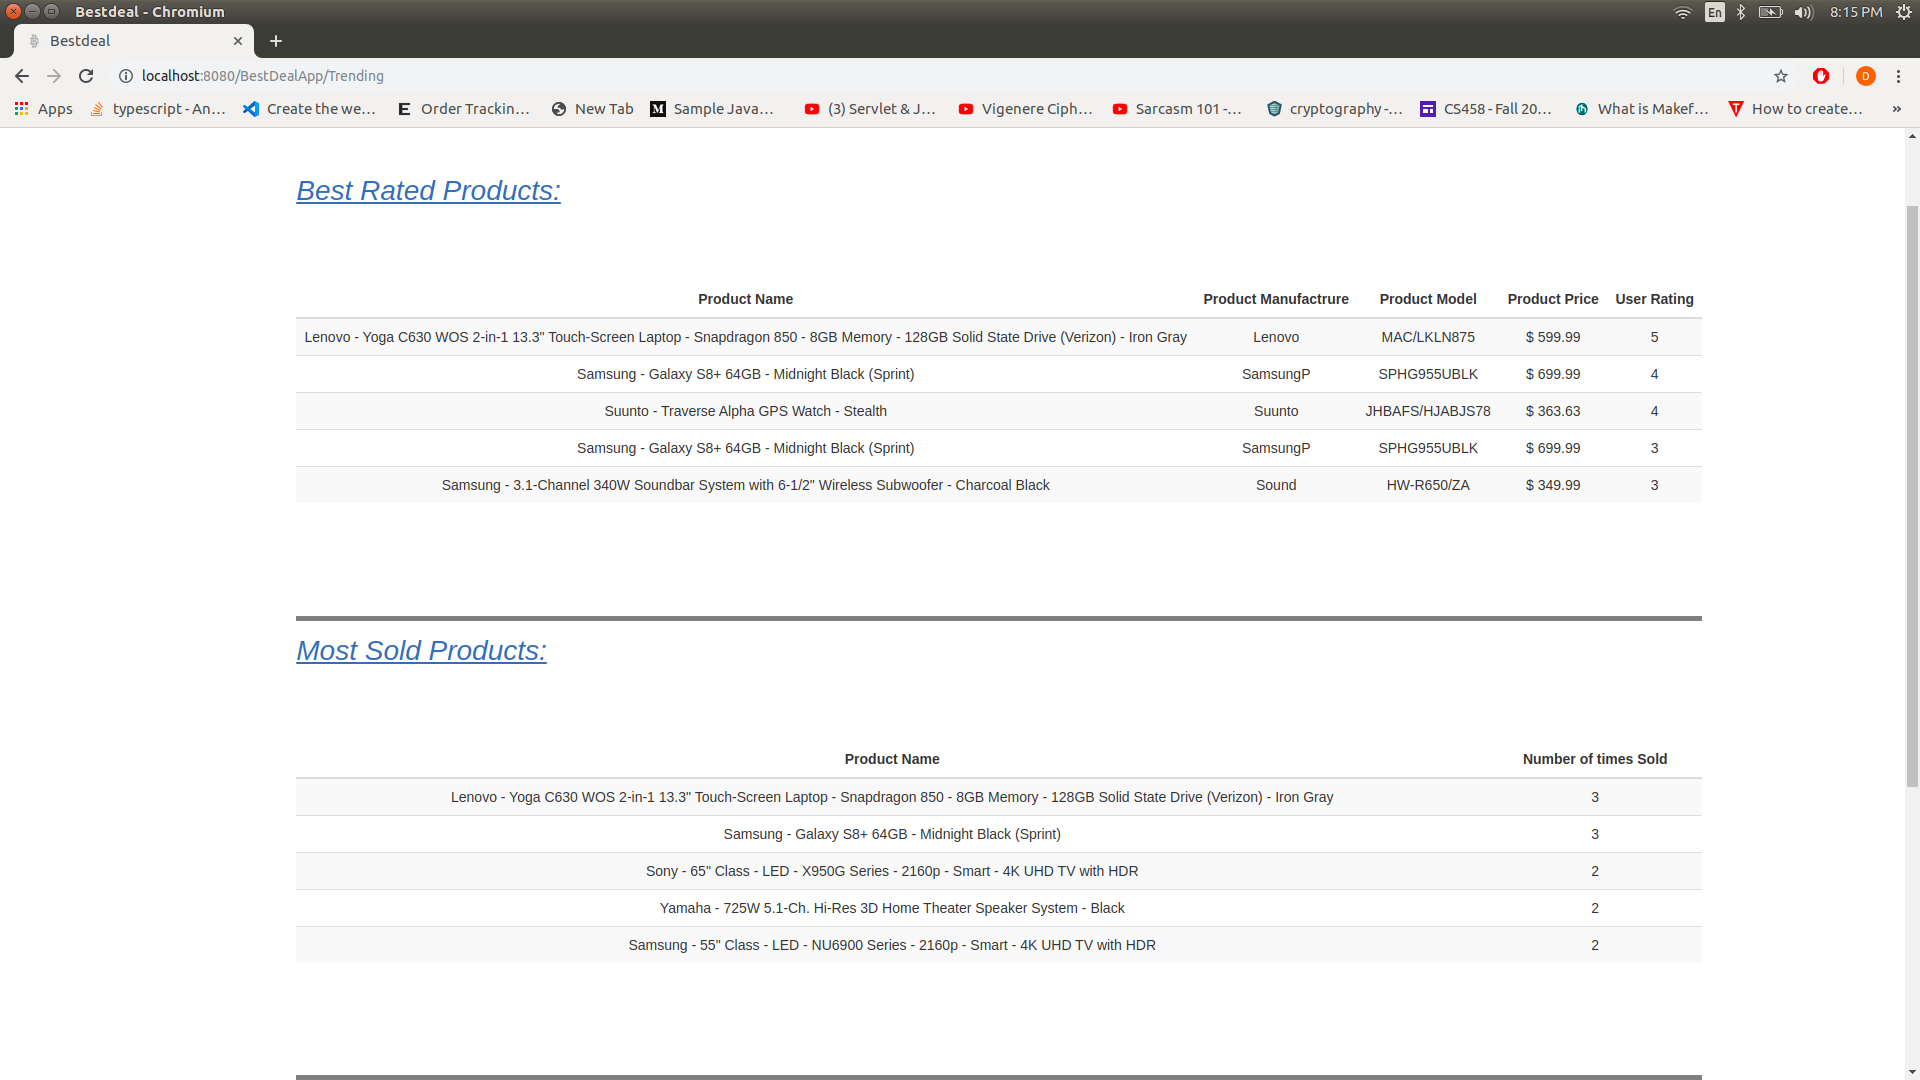 Bestdeal - Chromium
En
8:15 PM
Bestdeal
localhost:8080/BestDealApp/Trending
D
Apps
typescript - An...
Create the we...
Order Trackin...
New Tab
Sample Java...
(3) Servlet & J...
Vigenere Ciph...
Sarcasm 101 -...
cryptography -...
CS458 - Fall 20...
What is Makef...
How to create...
»
Best Rated Products:
Product Name Product Manufactrure Product Model Product Price User Rating
Lenovo - Yoga C630 WOS 2-in-1 13.3" Touch-Screen Laptop - Snapdragon 850 - 8GB Memory - 128GB Solid State Drive (Verizon) - Iron Gray Lenovo MAC/LKLN875 $ 599.99 5
Samsung - Galaxy S8+ 64GB - Midnight Black (Sprint) SamsungP SPHG955UBLK $ 699.99 4
Suunto - Traverse Alpha GPS Watch - Stealth Suunto JHBAFS/HJABJS78 $ 363.63 4
Samsung - Galaxy S8+ 64GB - Midnight Black (Sprint) SamsungP SPHG955UBLK $ 699.99 3
Samsung - 3.1-Channel 340W Soundbar System with 6-1/2" Wireless Subwoofer - Charcoal Black Sound HW-R650/ZA $ 349.99 3
Most Sold Products:
Product Name Number of times Sold
Lenovo - Yoga C630 WOS 2-in-1 13.3" Touch-Screen Laptop - Snapdragon 850 - 8GB Memory - 128GB Solid State Drive (Verizon) - Iron Gray 3
Samsung - Galaxy S8+ 64GB - Midnight Black (Sprint) 3
Sony - 65" Class - LED - X950G Series - 2160p - Smart - 4K UHD TV with HDR 2
Yamaha - 725W 5.1-Ch. Hi-Res 3D Home Theater Speaker System - Black 2
Samsung - 55" Class - LED - NU6900 Series - 2160p - Smart - 4K UHD TV with HDR 2